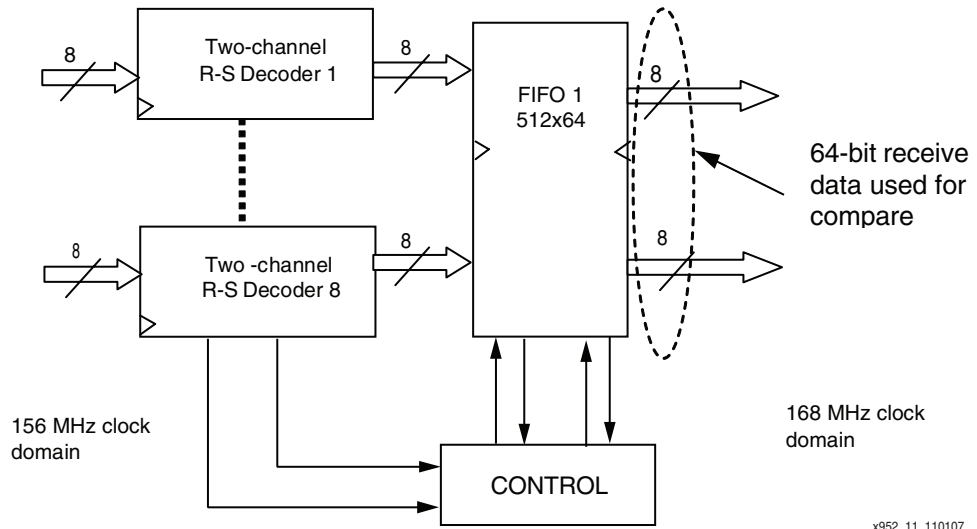 8
Two-channel
R-S Decoder 1
8
FIFO 1
512x64
8
64-bit receive
data used for
compare
8
Two -channel
R-S Decoder 8
8
8
156 MHz clock
domain
168 MHz clock
domain
CONTROL
x952_11_110107